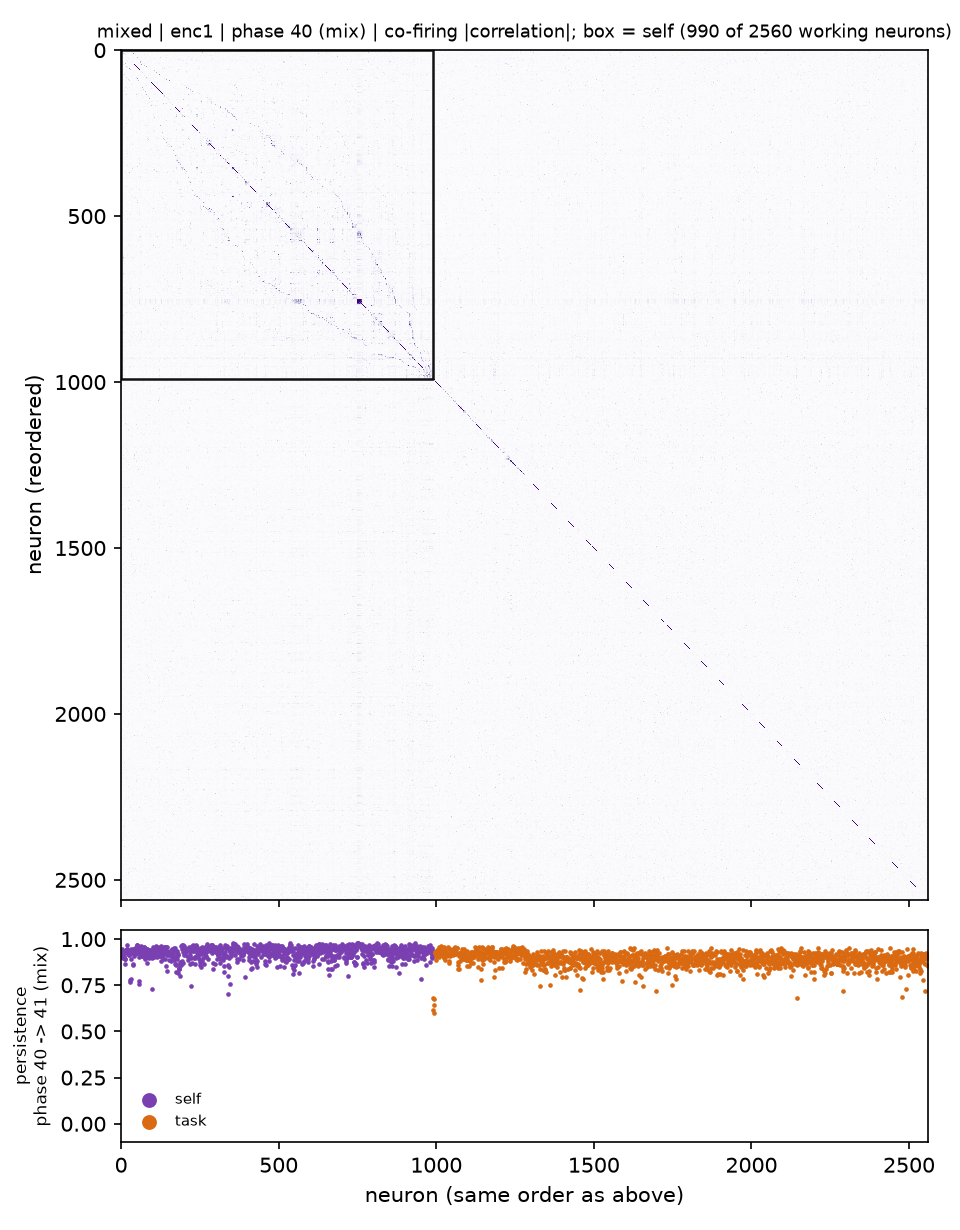 mixed | enc1 | phase 40 (mix) | co-firing |correlation|; box = self (990 of 2560 working neurons)
0
500
1000
1500
2000
2500
neuron (reordered)
1.00
0.75
0.50
0.25
0.00
persistence
phase 40 -> 41 (mix)
self
task
0
500
1000
1500
2000
2500
neuron (same order as above)